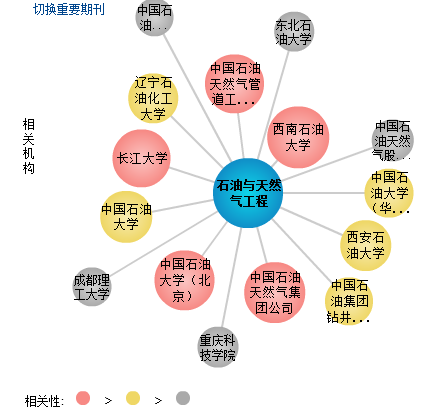 切换重要期刊
中国石
油...
东北石
油大学
中国石油
天然气管
道工...
辽宁石
油化工
大学
西南石油
大学
中国石
油天然
气股...
相
关
机
构
长江大学
石油与天然
气工程
中国石
油大学
（华...
中国石油
大学
西安石
油大学
中国石油
大学（北
京）
中国石油
天然气集
团公司
成都理
工大学
中国石
油集团
钻井...
重庆科
技学院
相关性: > >